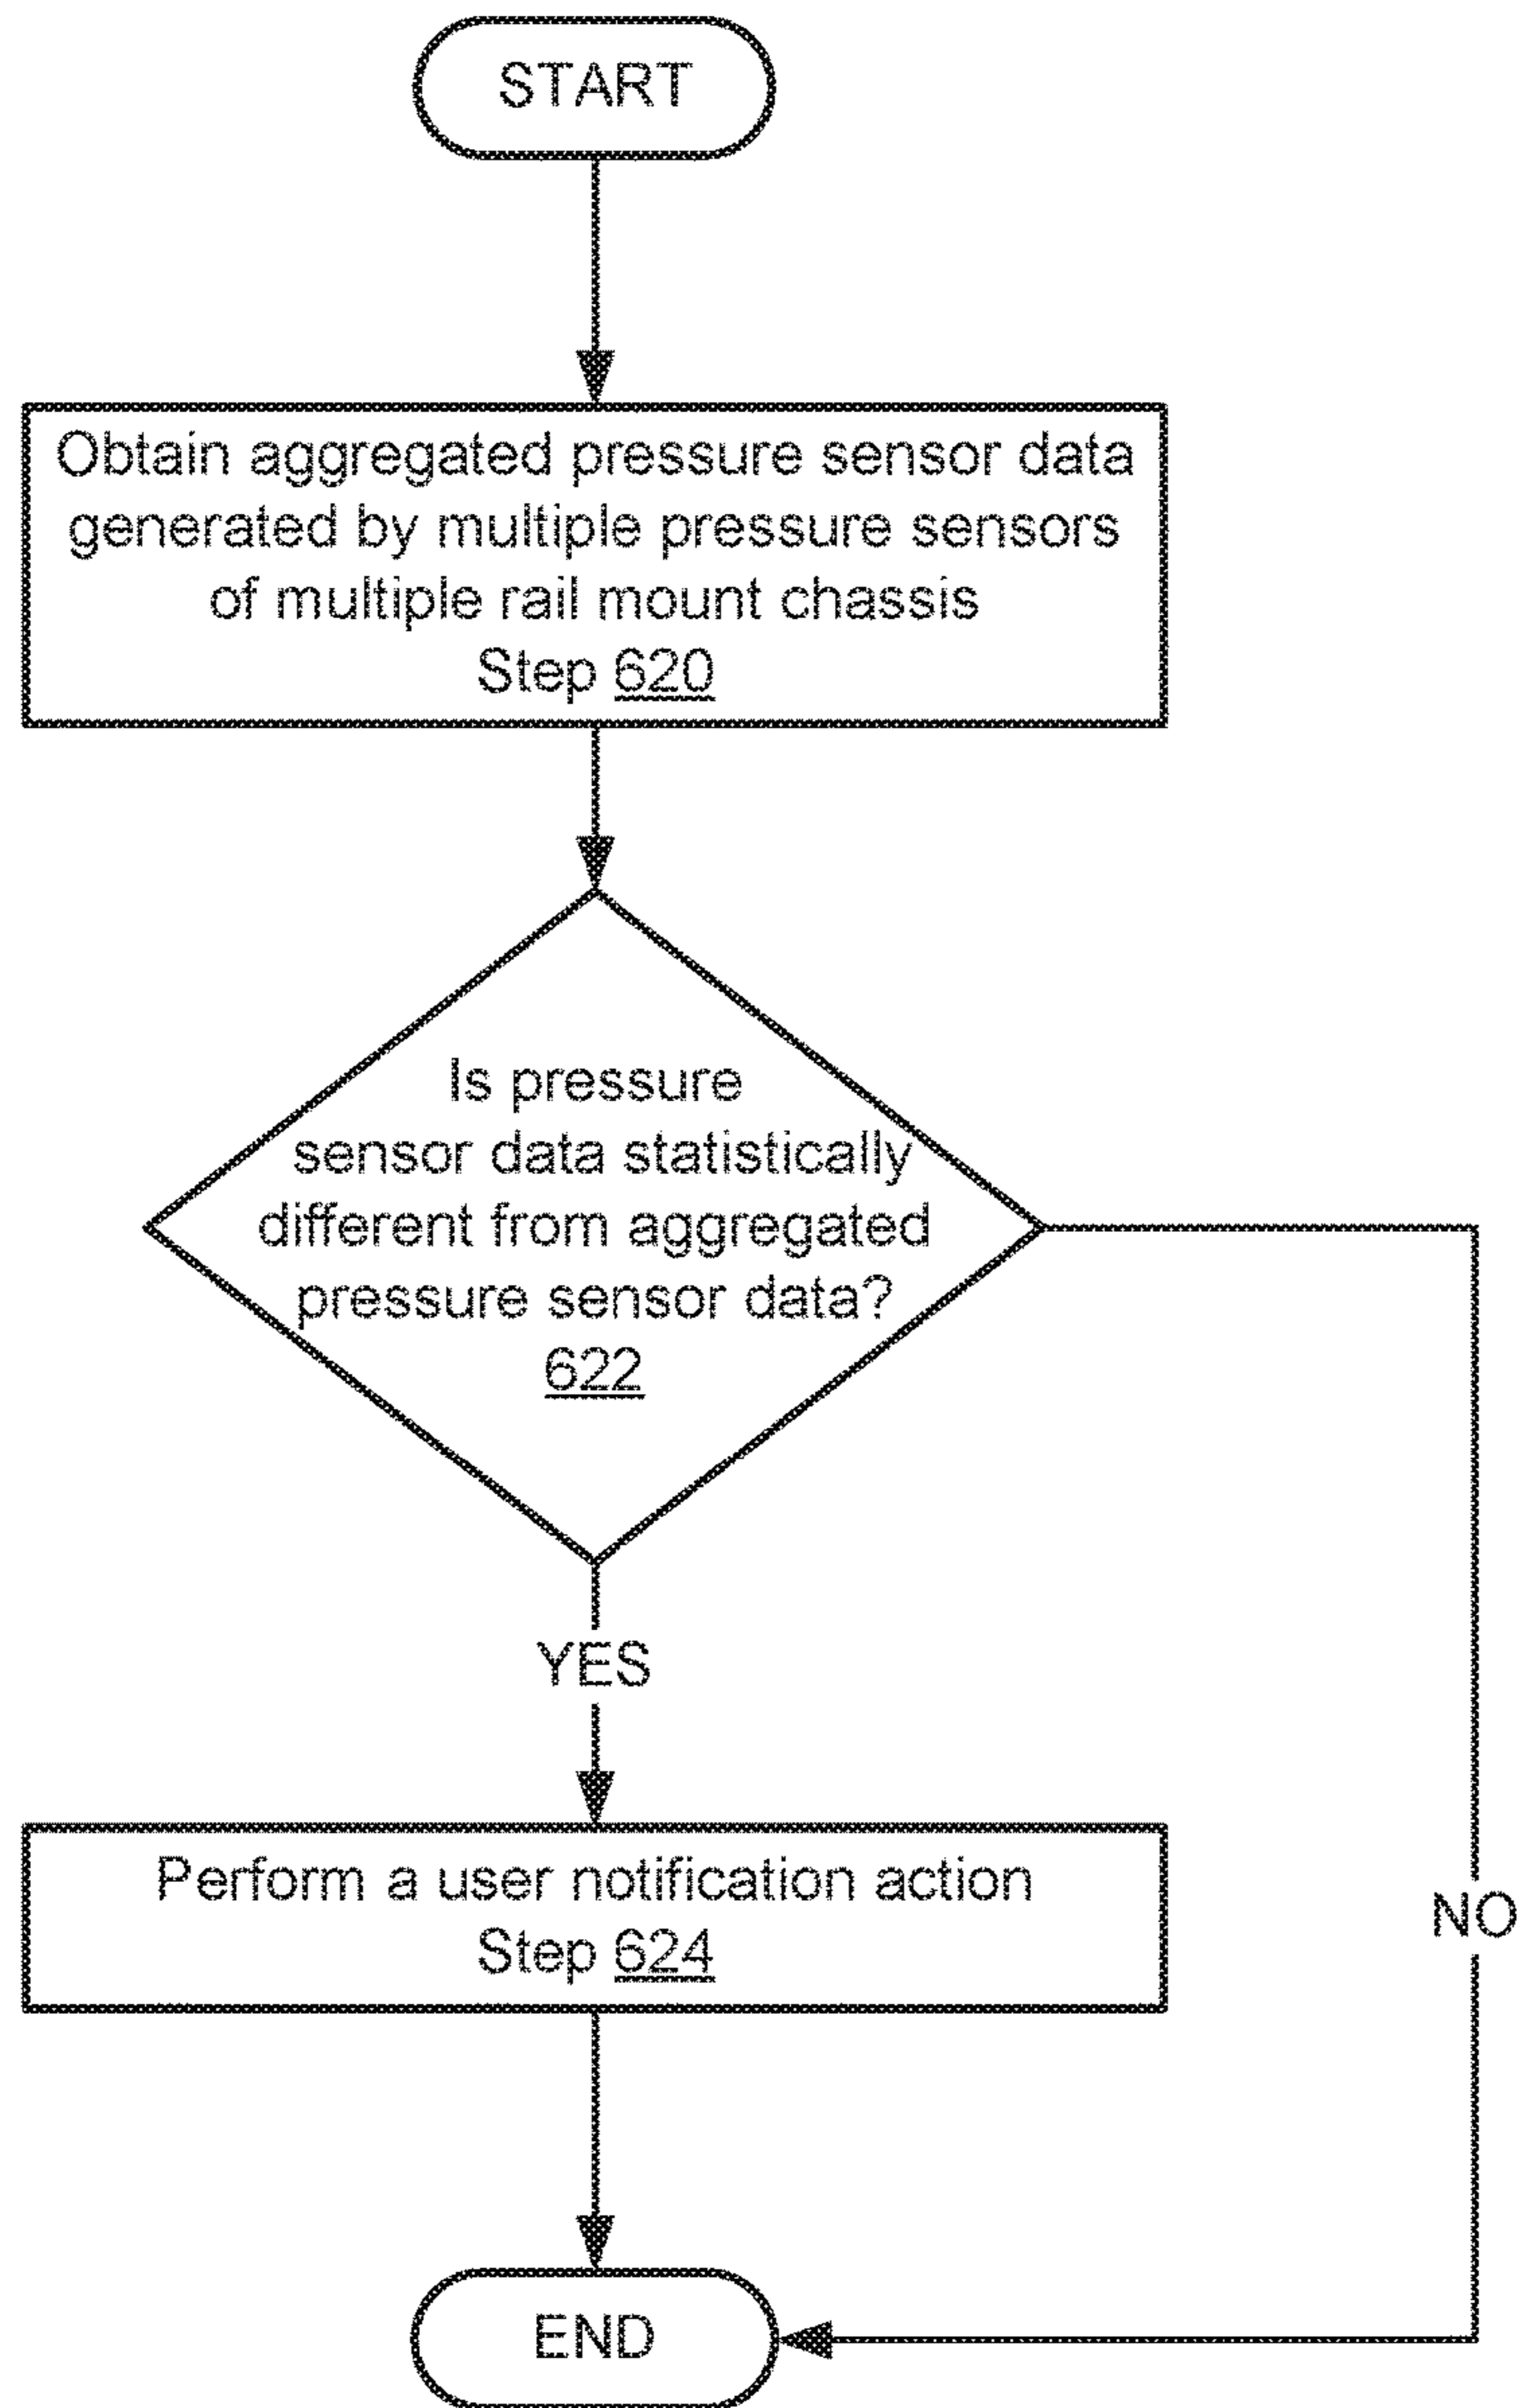 START
Obtain aggregated pressure sensor data
generated by multiple pressure sensors
of multiple rail mount chassis
Step 620
Is pressure
sensor data statistically
different from aggregated
pressure sensor data?
622
YES
Perform a user notification action
Step 624
NO
END